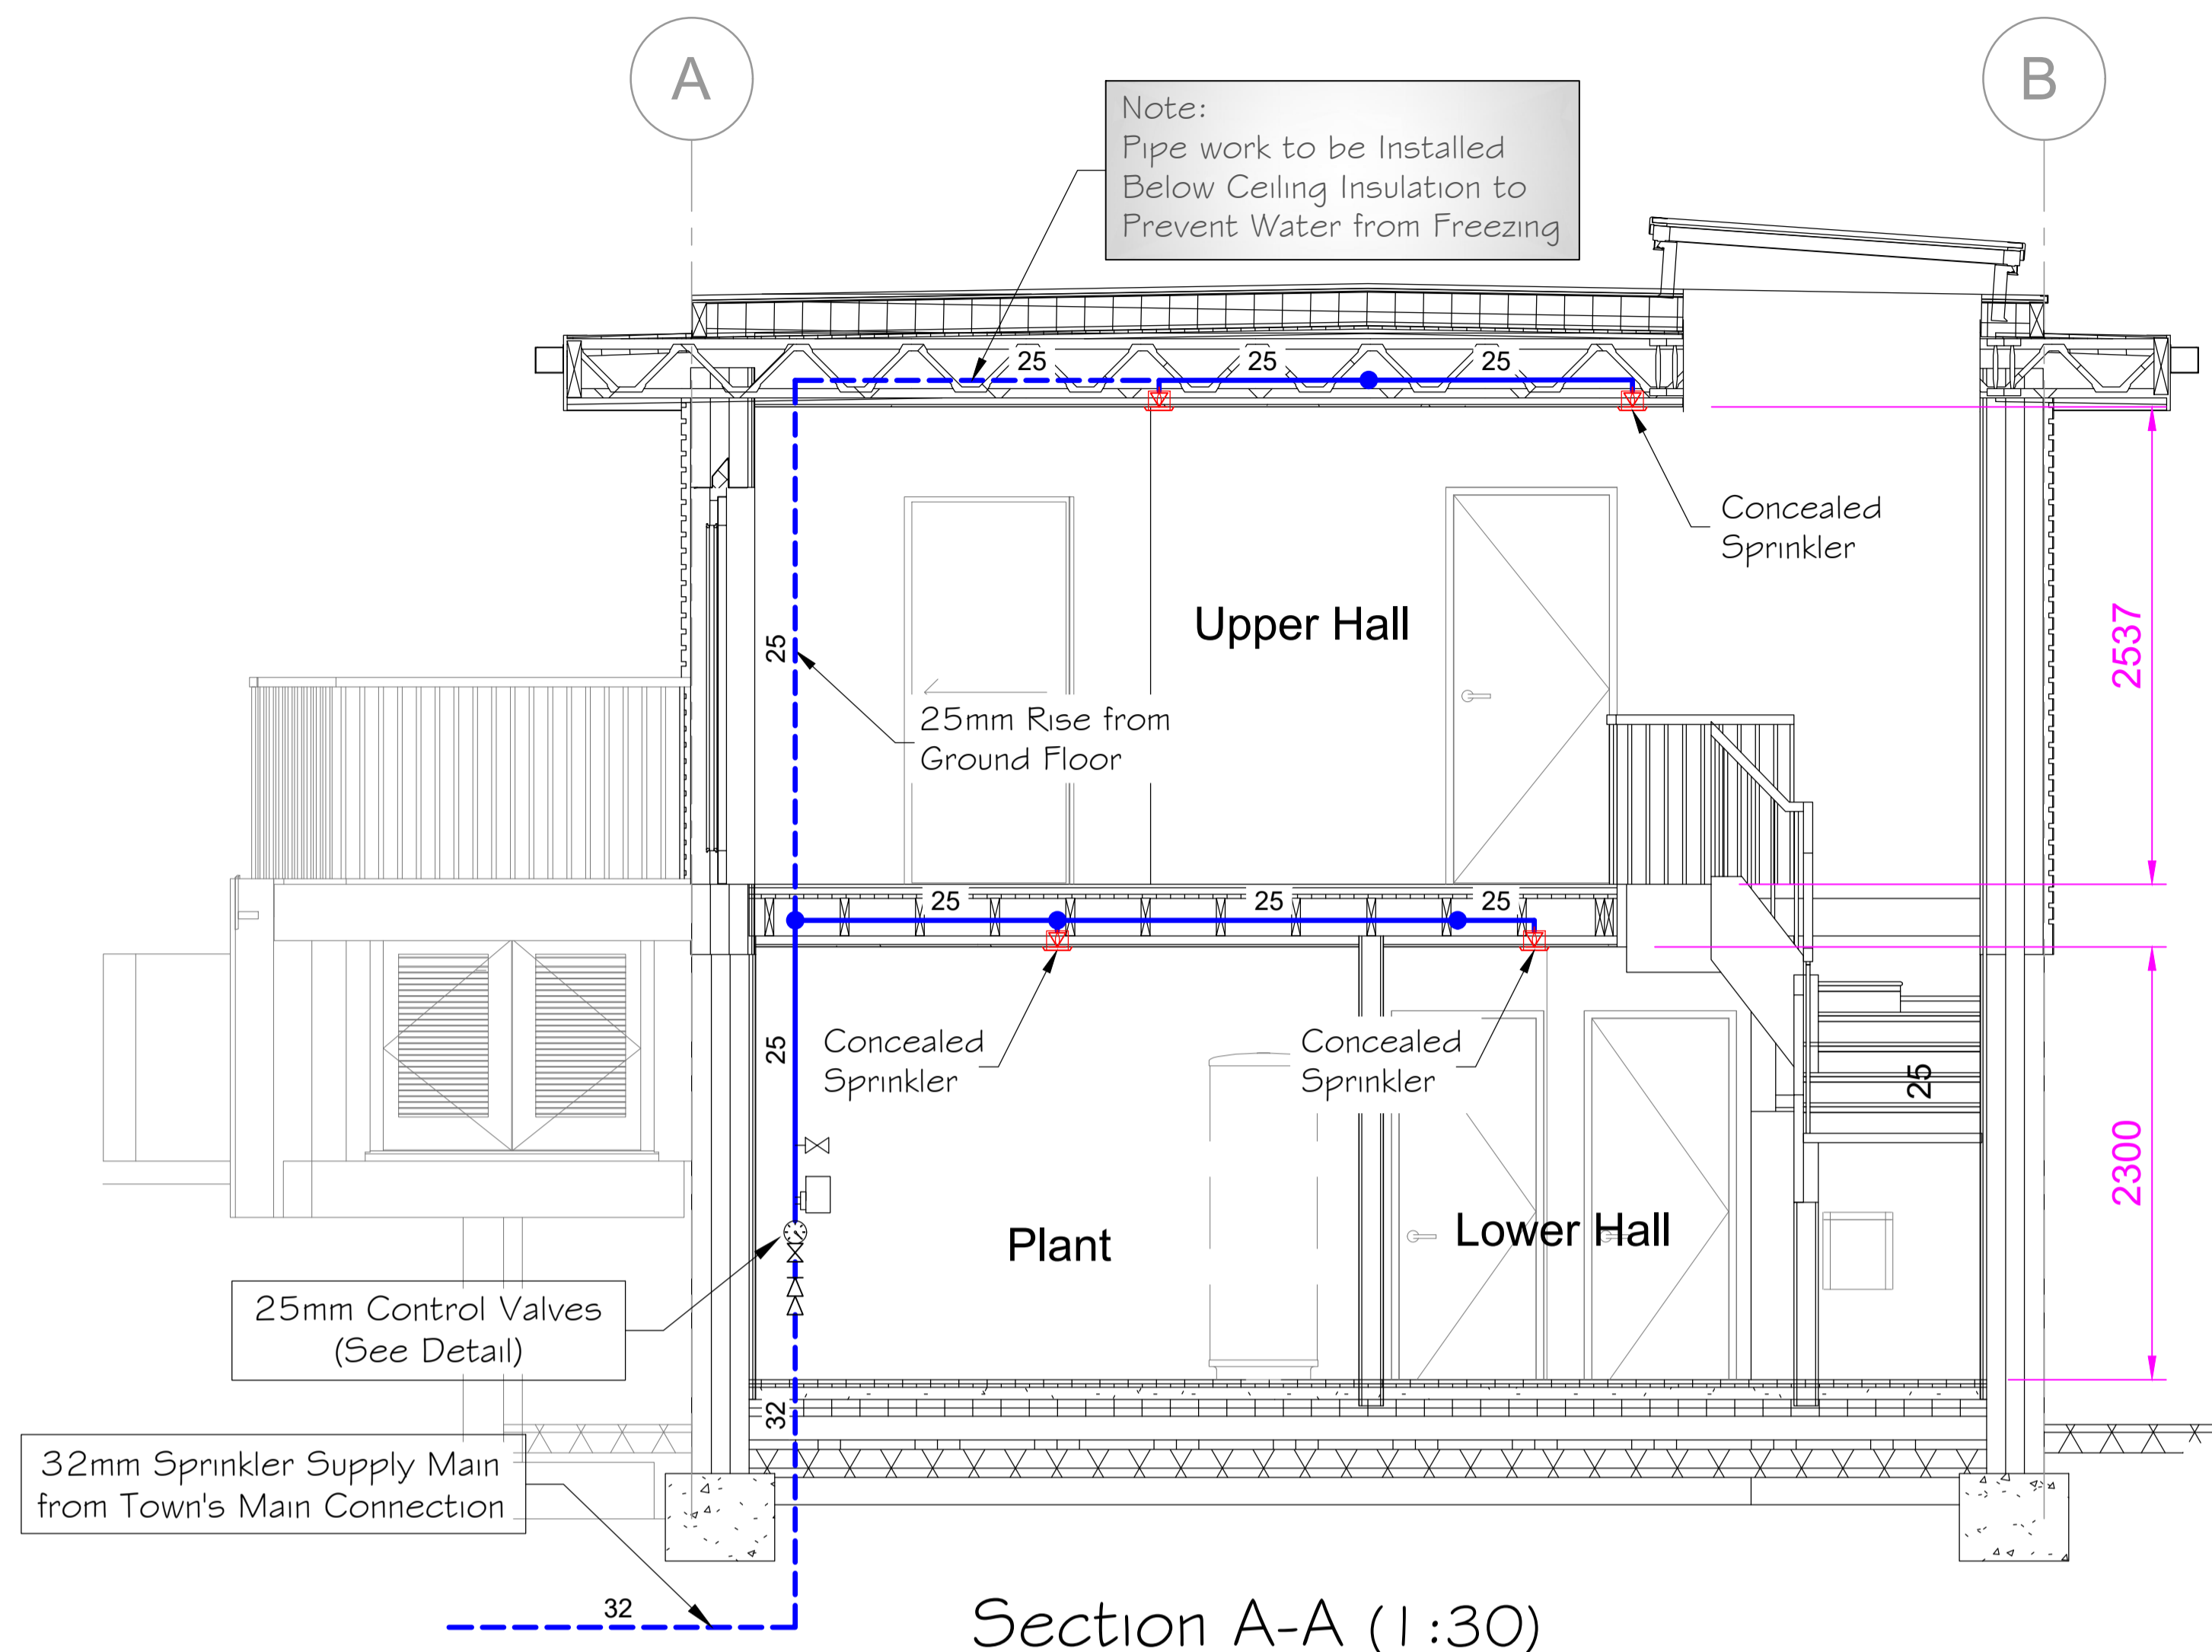 A
B
Note:
Pipe work to be Installed
Below Ceiling Insulation to
Prevent Water from Freezing
25
25
25
Concealed
Sprinkler
Upper Hall
2537
25
25mm Rise from
Ground Floor
25
25
25
Concealed
Sprinkler
Concealed
Sprinkler
25
25
2300
Plant
Lower Hall
25mm Control Valves
(See Detail)
32
32mm Sprinkler Supply Main
from Town's Main Connection
32
Section A-A (1:30)